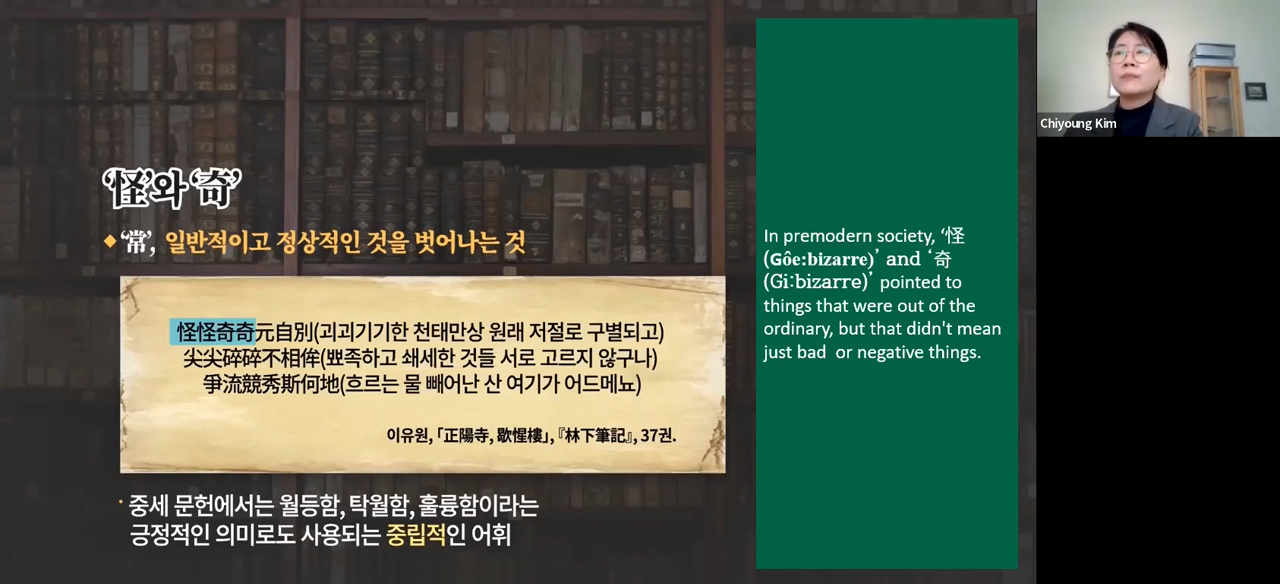 ‘怪’와 ‘奇’
‘常’, 일반적이고 정상적인 것을 벗어나는 것
怪怪奇奇元自別(괴괴기기한 천태만상 원래 저절로 구별되고)
尖尖碎碎不相侔(뾰족하고 쇄세한 것들 서로 고르지 않구나)
爭流競秀斯何地(흐르는 물 빼어난 산 여기가 어드메뇨)
이유원, 「正陽寺, 歇惺樓」, 『林下筆記』, 37권.
· 중세 문헌에서는 월등함, 탁월함, 훌륭함이라는
긍정적인 의미로도 사용되는 중립적인 어휘
In premodern society, ‘怪
(Gôe:bizarre)’ and ‘奇
(Gi:bizarre)’ pointed to
things that were out of the
ordinary, but that didn't mean
just bad or negative things.
Chiyoung Kim